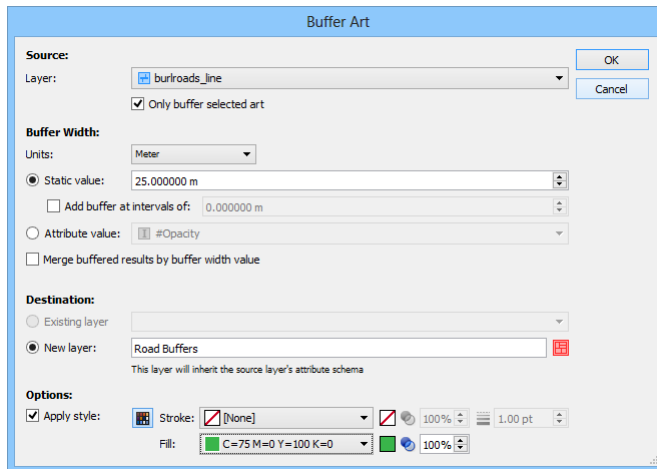 Buffer Art
Source:
OK
Layer: burlroads_line
Cancel
Only buffer selected art
Buffer Width:
Units: Meter
Static value: 25.000000 m
Add buffer at intervals of: 0.000000 m
Attribute value: #Opacity
Merge buffered results by buffer width value
Destination:
Existing layer
New layer: Road Buffers
This layer will inherit the source layer's attribute schema
Options:
Apply style: Stroke: [None] 100% 1.00 pt
Fill: C=75 M=0 Y=100 K=0 100%